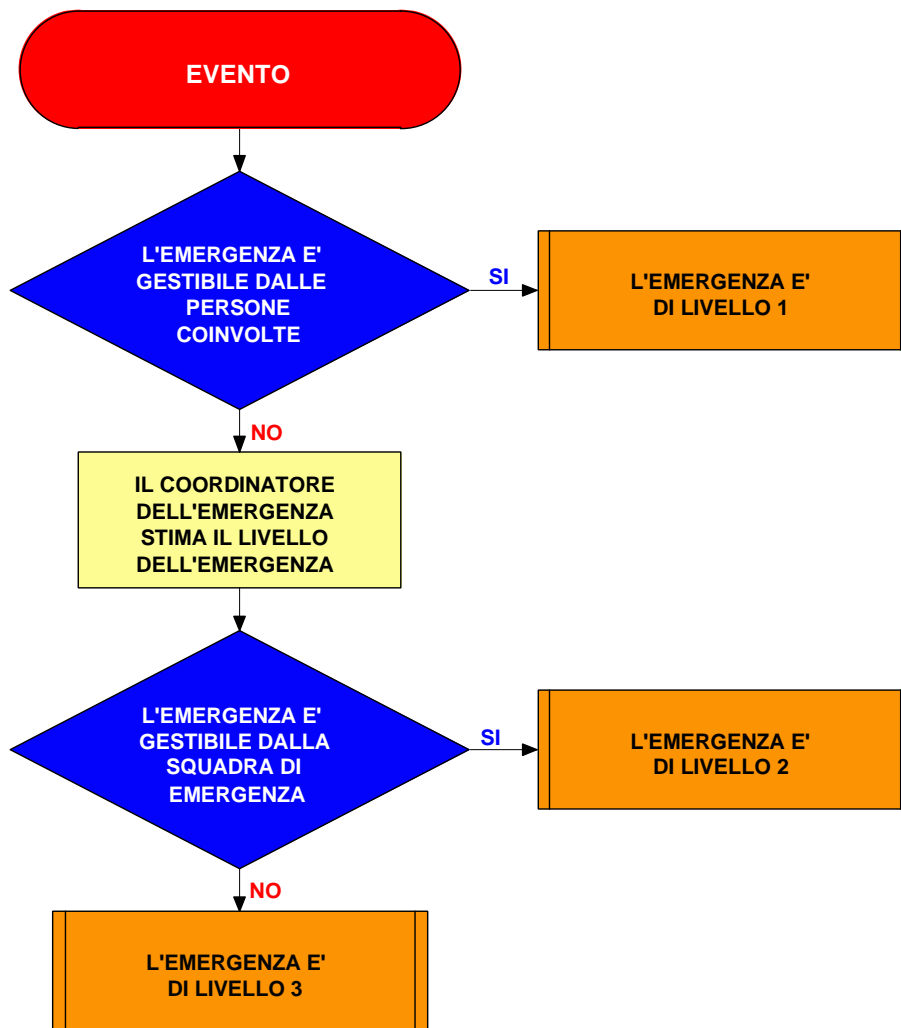 EVENTO
L'EMERGENZA E'
GESTIBILE DALLE
PERSONE
COINVOLTE
SI
L'EMERGENZA E'
DI LIVELLO 1
NO
IL COORDINATORE
DELL'EMERGENZA
STIMA IL LIVELLO
DELL'EMERGENZA
L'EMERGENZA E'
GESTIBILE DALLA
SQUADRA DI
EMERGENZA
SI
L'EMERGENZA E'
DI LIVELLO 2
NO
L'EMERGENZA E'
DI LIVELLO 3